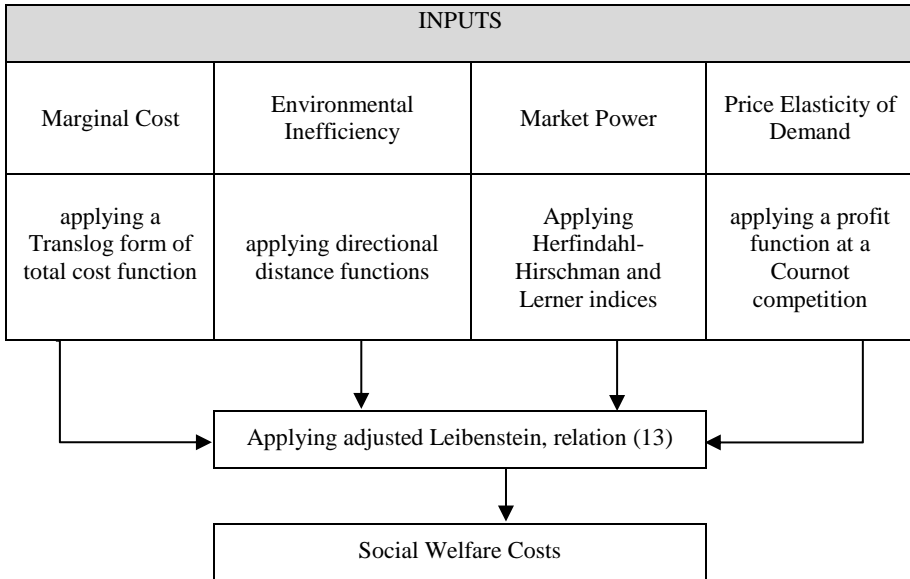 INPUTS
Marginal Cost
Environmental
Inefficiency
Market Power
Price Elasticity of
Demand
applying a
Translog form of
total cost function
applying directional
distance functions
Applying
Herfindahl-
Hirschman and
Lerner indices
applying a profit
function at a
Cournot
competition
Applying adjusted Leibenstein, relation (13)
Social Welfare Costs